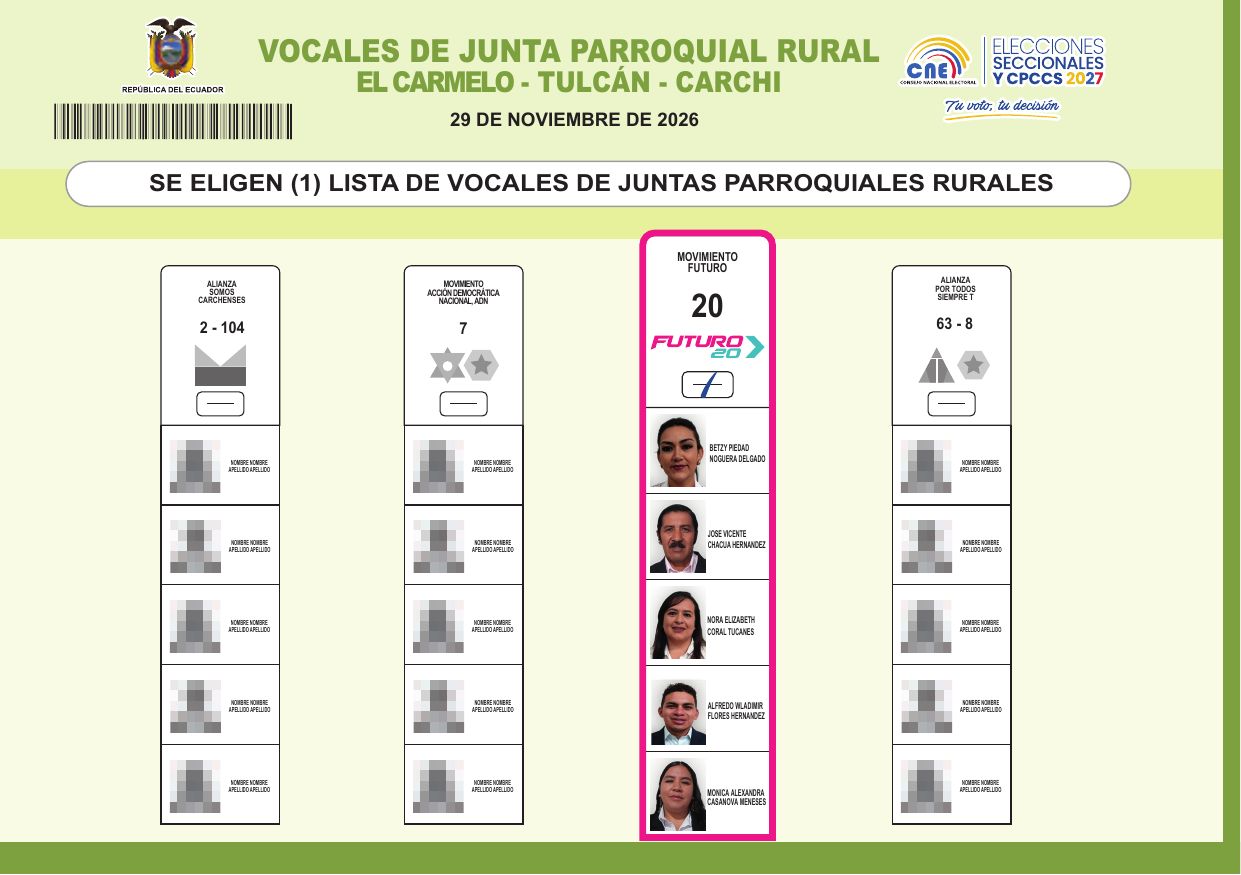 REPÚBLICA DEL ECUADOR
VOCALES DE JUNTA PARROQUIAL RURAL
EL CARMELO - TULCÁN - CARCHI
29 DE NOVIEMBRE DE 2026
CNE
CONSEJO NACIONAL ELECTORAL
ELECCIONES
SECCIONALES
Y CPCCS 2027
Tu voto, tu decisión
SE ELIGEN (1) LISTA DE VOCALES DE JUNTAS PARROQUIALES RURALES
ALIANZA
SOMOS
CARCHENSES
2 - 104
NOMBRE NOMBRE
APELLIDO APELLIDO
NOMBRE NOMBRE
APELLIDO APELLIDO
NOMBRE NOMBRE
APELLIDO APELLIDO
NOMBRE NOMBRE
APELLIDO APELLIDO
NOMBRE NOMBRE
APELLIDO APELLIDO
MOVIMIENTO
ACCIÓN DEMOCRÁTICA
NACIONAL, ADN
7
NOMBRE NOMBRE
APELLIDO APELLIDO
NOMBRE NOMBRE
APELLIDO APELLIDO
NOMBRE NOMBRE
APELLIDO APELLIDO
NOMBRE NOMBRE
APELLIDO APELLIDO
NOMBRE NOMBRE
APELLIDO APELLIDO
MOVIMIENTO
FUTURO
20
FUTURO
20
BETZY PIEDAD
NOGUERA DELGADO
JOSE VICENTE
CHACUA HERNANDEZ
NORA ELIZABETH
CORAL TUCANES
ALFREDO WLADIMIR
FLORES HERNANDEZ
MONICA ALEXANDRA
CASANOVA MENESES
ALIANZA
POR TODOS
SIEMPRE T
63 - 8
NOMBRE NOMBRE
APELLIDO APELLIDO
NOMBRE NOMBRE
APELLIDO APELLIDO
NOMBRE NOMBRE
APELLIDO APELLIDO
NOMBRE NOMBRE
APELLIDO APELLIDO
NOMBRE NOMBRE
APELLIDO APELLIDO